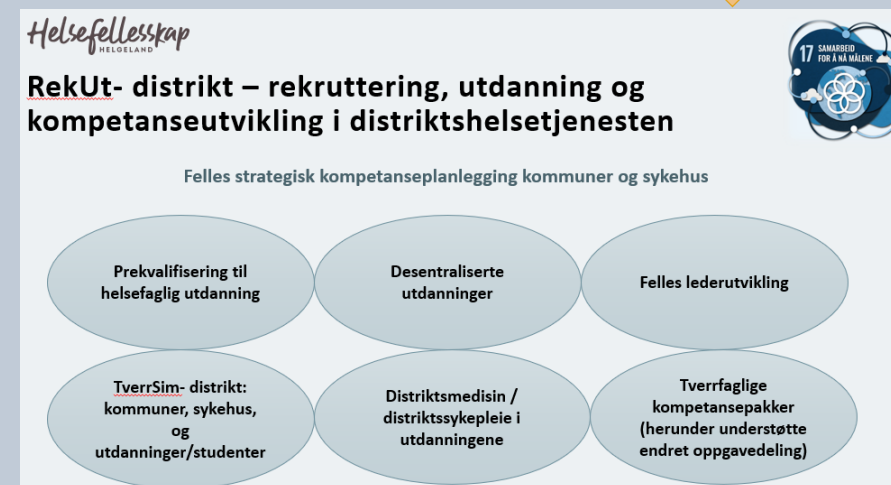 Helsefellesskap
HELGELAND
17 SAMARBEID
FOR Å NÅ MÅLENE
RekUt- distrikt – rekruttering, utdanning og
kompetanseutvikling i distriktshelsetjenesten
Felles strategisk kompetanseplanlegging kommuner og sykehus
Prekvalifisering til
helsefaglig utdanning
Desentraliserte
utdanninger
Felles lederutvikling
TverrSim- distrikt:
kommuner, sykehus,
og
utdanninger/studenter
Distriktsmedisin /
distriktssykepleie i
utdanningene
Tverrfaglige
kompetansepakker
(herunder understøtte
endret oppgavedeling)